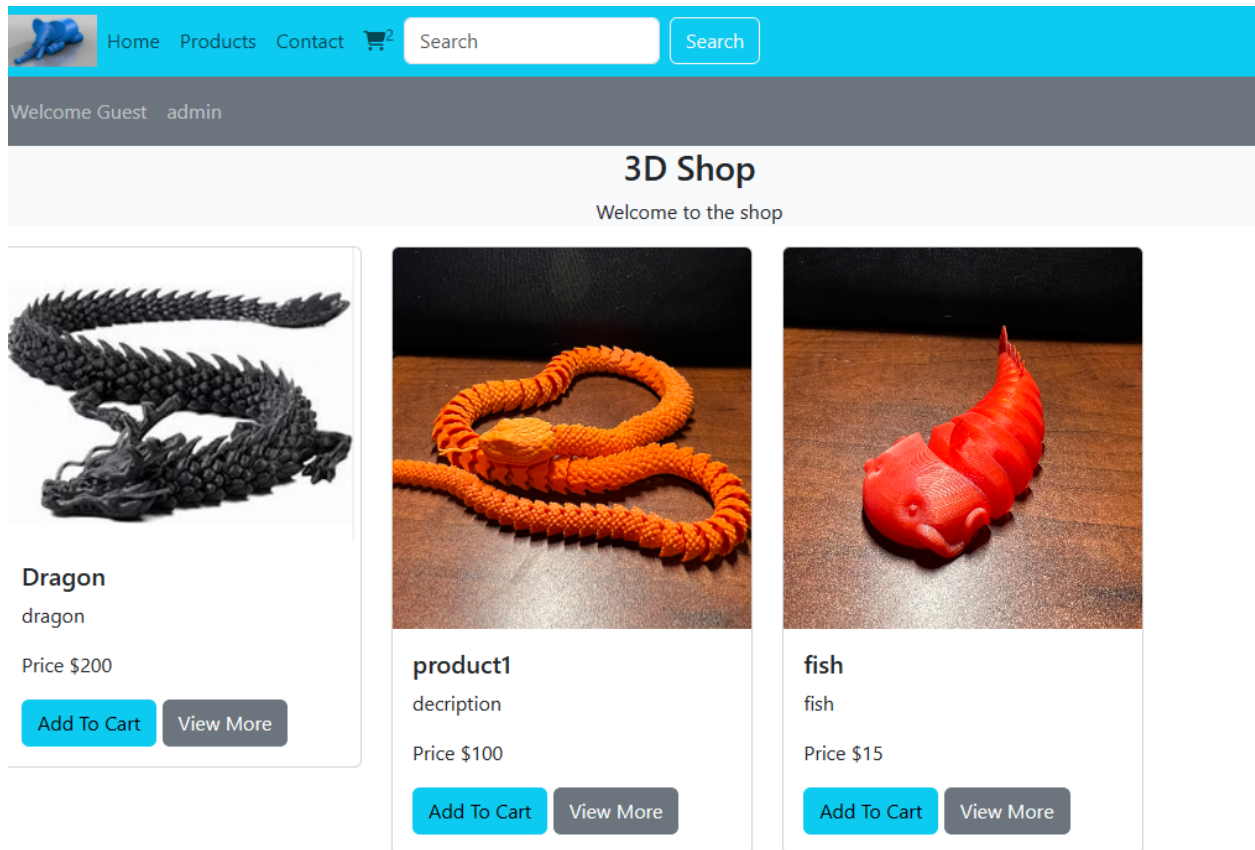 Home Products Contact 2 Search Search
Welcome Guest admin
3D Shop
Welcome to the shop
Dragon
dragon
Price $200
Add To Cart View More
product1
decription
Price $100
Add To Cart View More
fish
fish
Price $15
Add To Cart View More